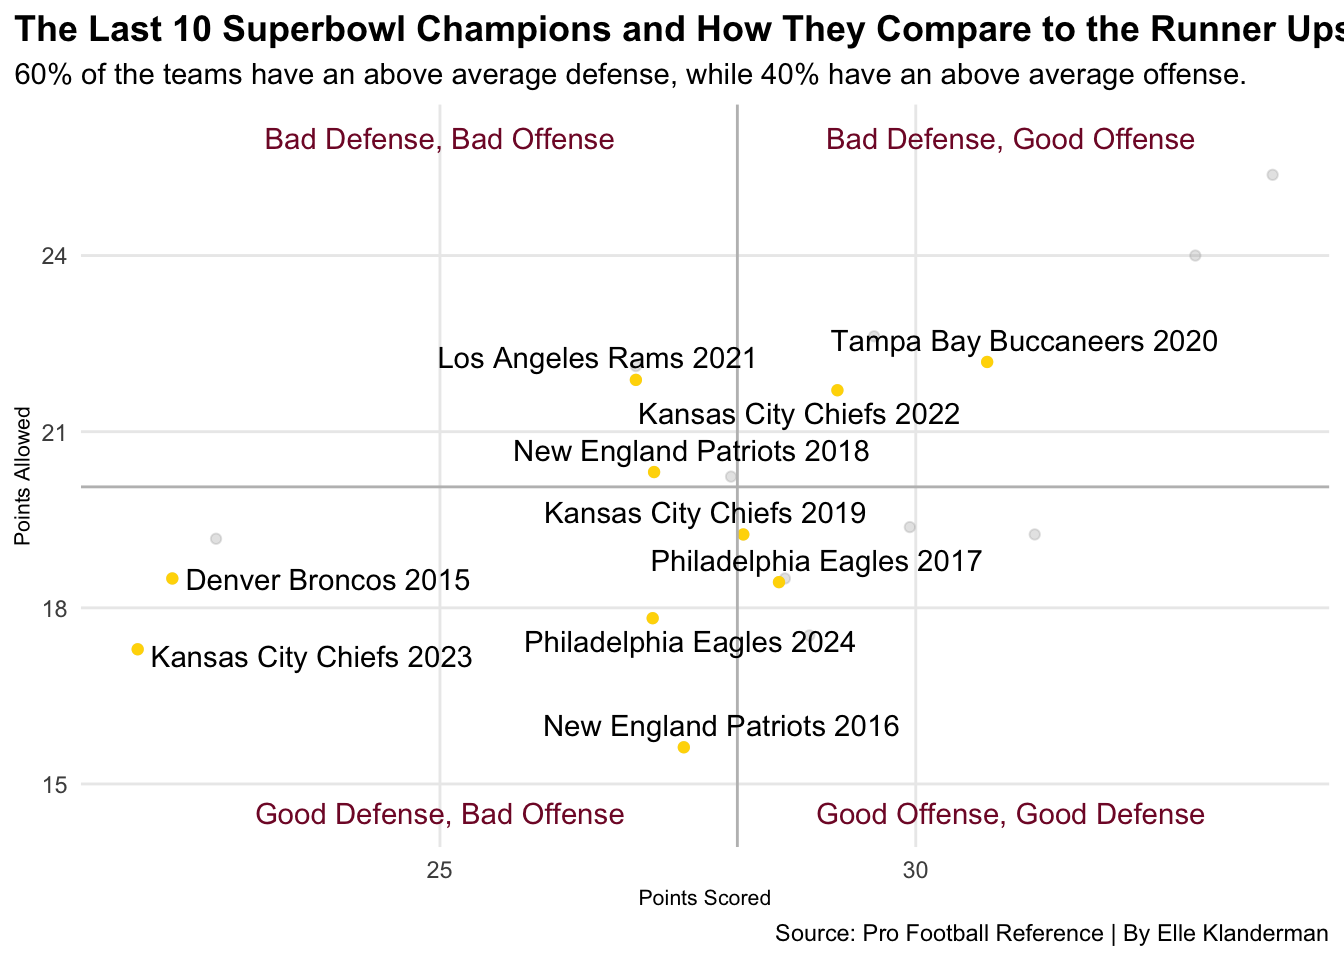 The Last 10 Superbowl Champions and How They Compare to the Runner Ups
60% of the teams have an above average defense, while 40% have an above average offense.
Bad Defense, Bad Offense
Bad Defense, Good Offense
24
Tampa Bay Buccaneers 2020
Los Angeles Rams 2021
Kansas City Chiefs 2022
21
New England Patriots 2018
Points Allowed
Kansas City Chiefs 2019
Philadelphia Eagles 2017
Denver Broncos 2015
18
Philadelphia Eagles 2024
Kansas City Chiefs 2023
New England Patriots 2016
15
Good Defense, Bad Offense
Good Offense, Good Defense
25
30
Points Scored
Source: Pro Football Reference | By Elle Klanderman